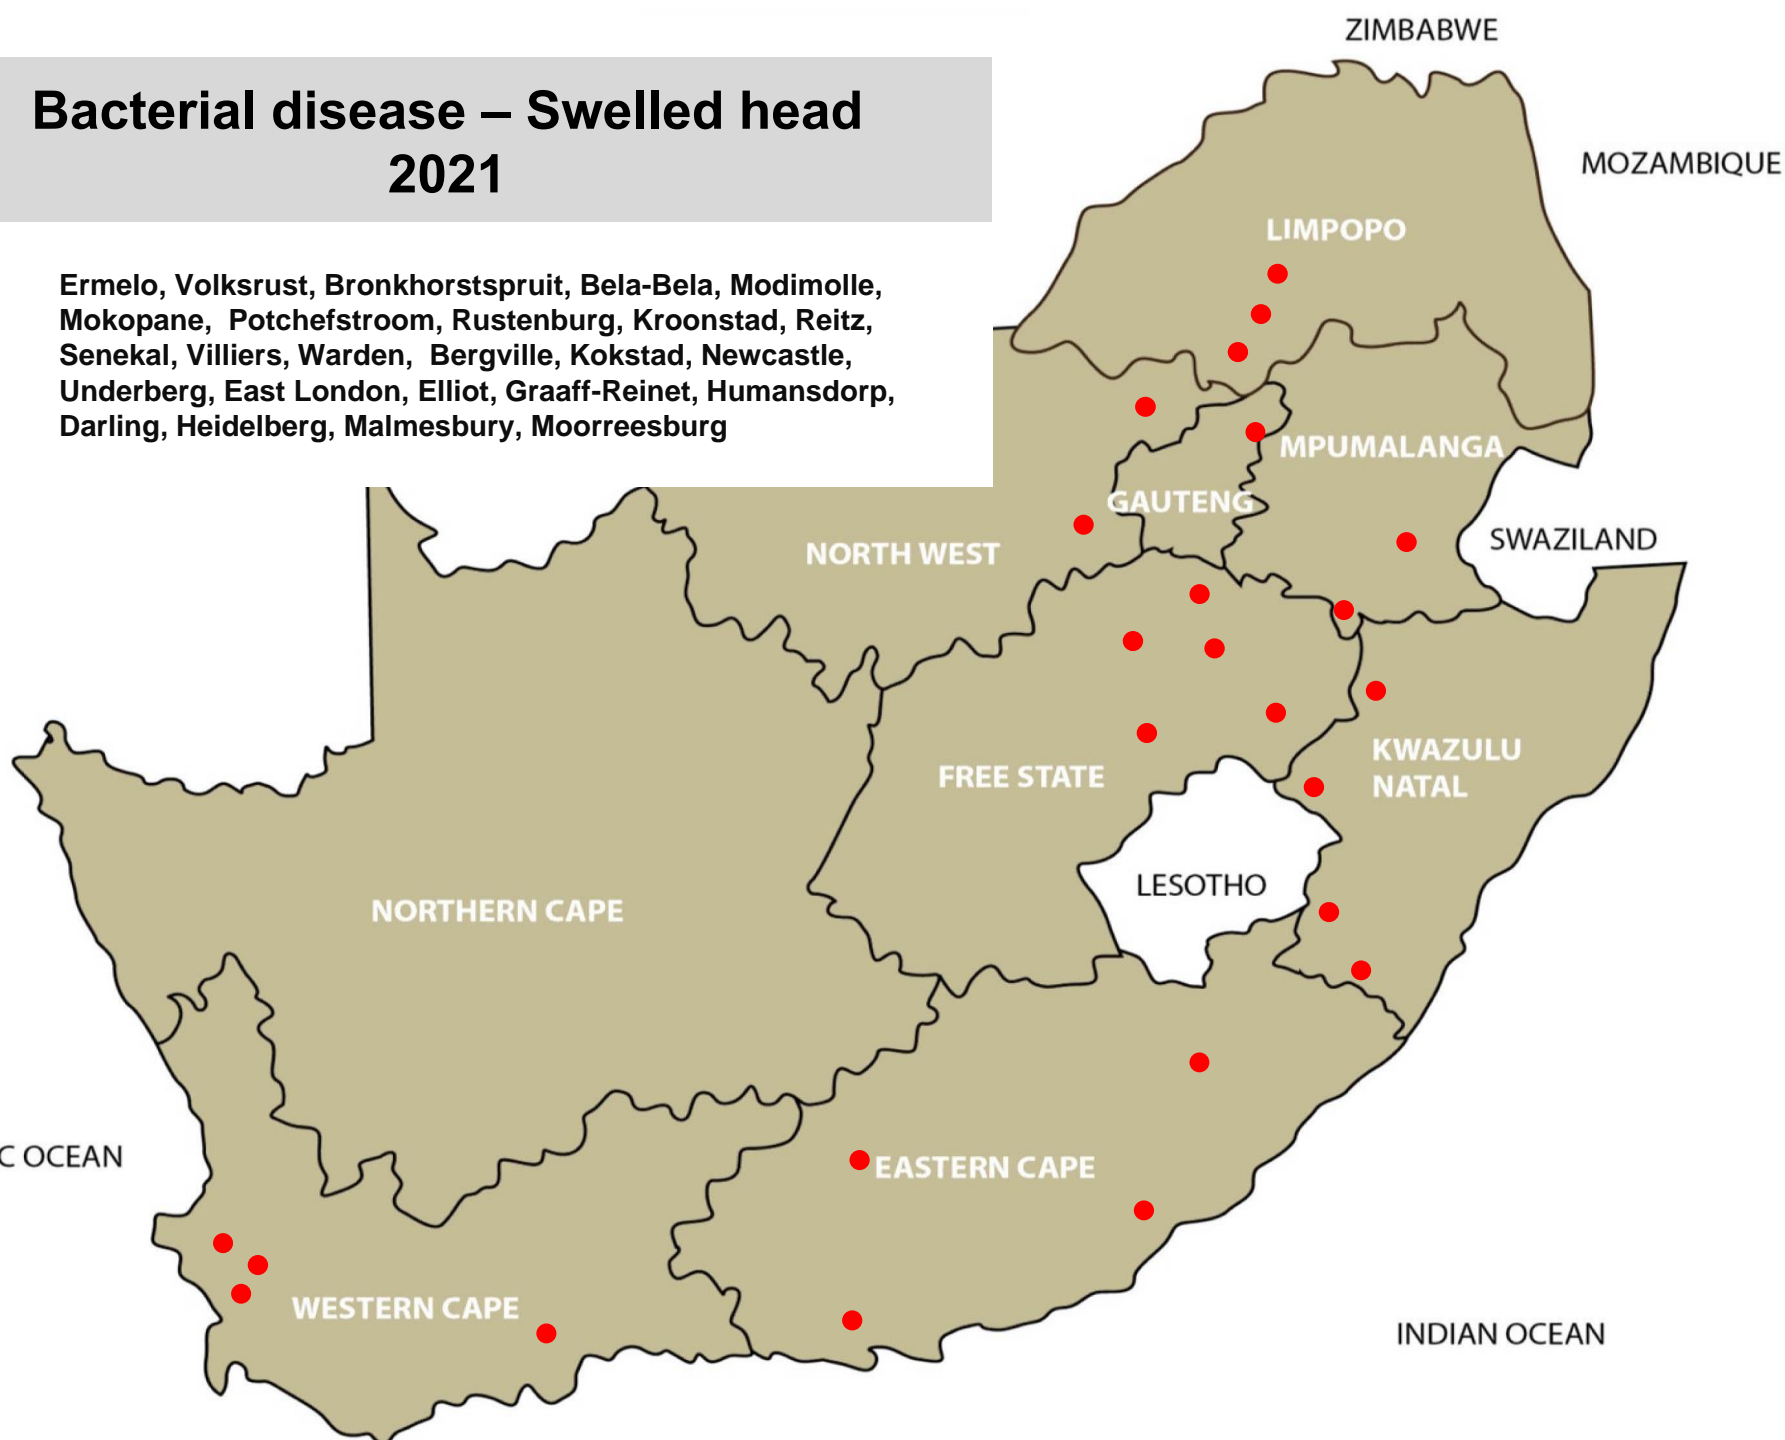 ZIMBABWE
Bacterial disease – Swelled head
2021
MOZAMBIQUE
LIMPOPO
Ermelo, Volksrust, Bronkhorstspruit, Bela-Bela, Modimolle,
Mokopane, Potchefstroom, Rustenburg, Kroonstad, Reitz,
Senekal, Villiers, Warden, Bergville, Kokstad, Newcastle,
Underberg, East London, Elliot, Graaff-Reinet, Humansdorp,
Darling, Heidelberg, Malmesbury, Moorreesburg
MPUMALANGA
GAUTENG
NORTH WEST
SWAZILAND
KWAZULU
NATAL
FREE STATE
LESOTHO
NORTHERN CAPE
C OCEAN
EASTERN CAPE
WESTERN CAPE
INDIAN OCEAN